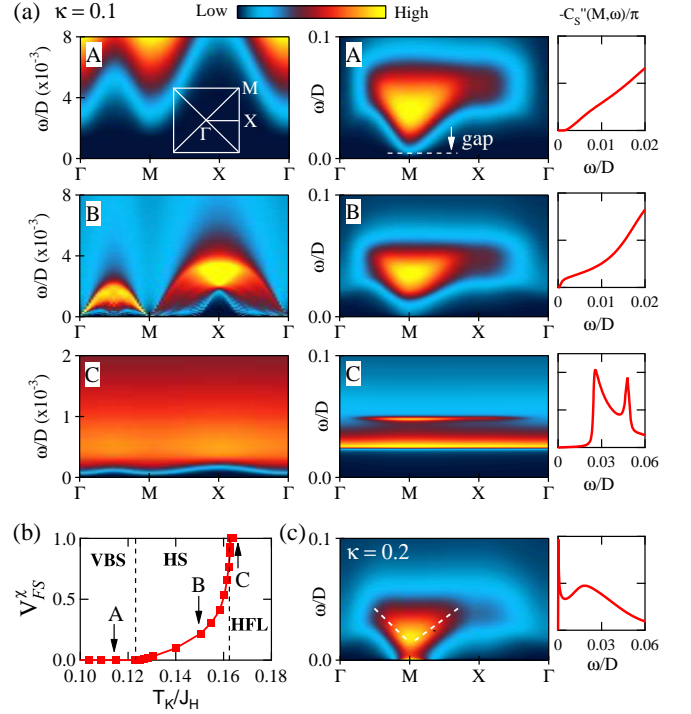 (a) κ = 0.1 Low High -C_S''(M,ω)/π
A
ω/D (x10⁻³)
8
4
0
M
X
Γ
Γ M X Γ
A
ω/D
0.1
0.0
gap
Γ M X Γ
0 0.01 0.02
ω/D
B
ω/D (x10⁻³)
8
4
0
Γ M X Γ
B
ω/D
0.1
0.0
Γ M X Γ
0 0.01 0.02
ω/D
C
ω/D (x10⁻³)
2
1
0
Γ M X Γ
C
ω/D
0.1
0.0
Γ M X Γ
0 0.03 0.06
ω/D
(b)
V^χ_FS
1.0
0.5
0.0
VBS HS HFL
A B C
0.10 0.12 0.14 0.16 0.18
T_K/J_H
(c)
κ = 0.2
ω/D
0.1
0.0
Γ M X Γ
0 0.03 0.06
ω/D